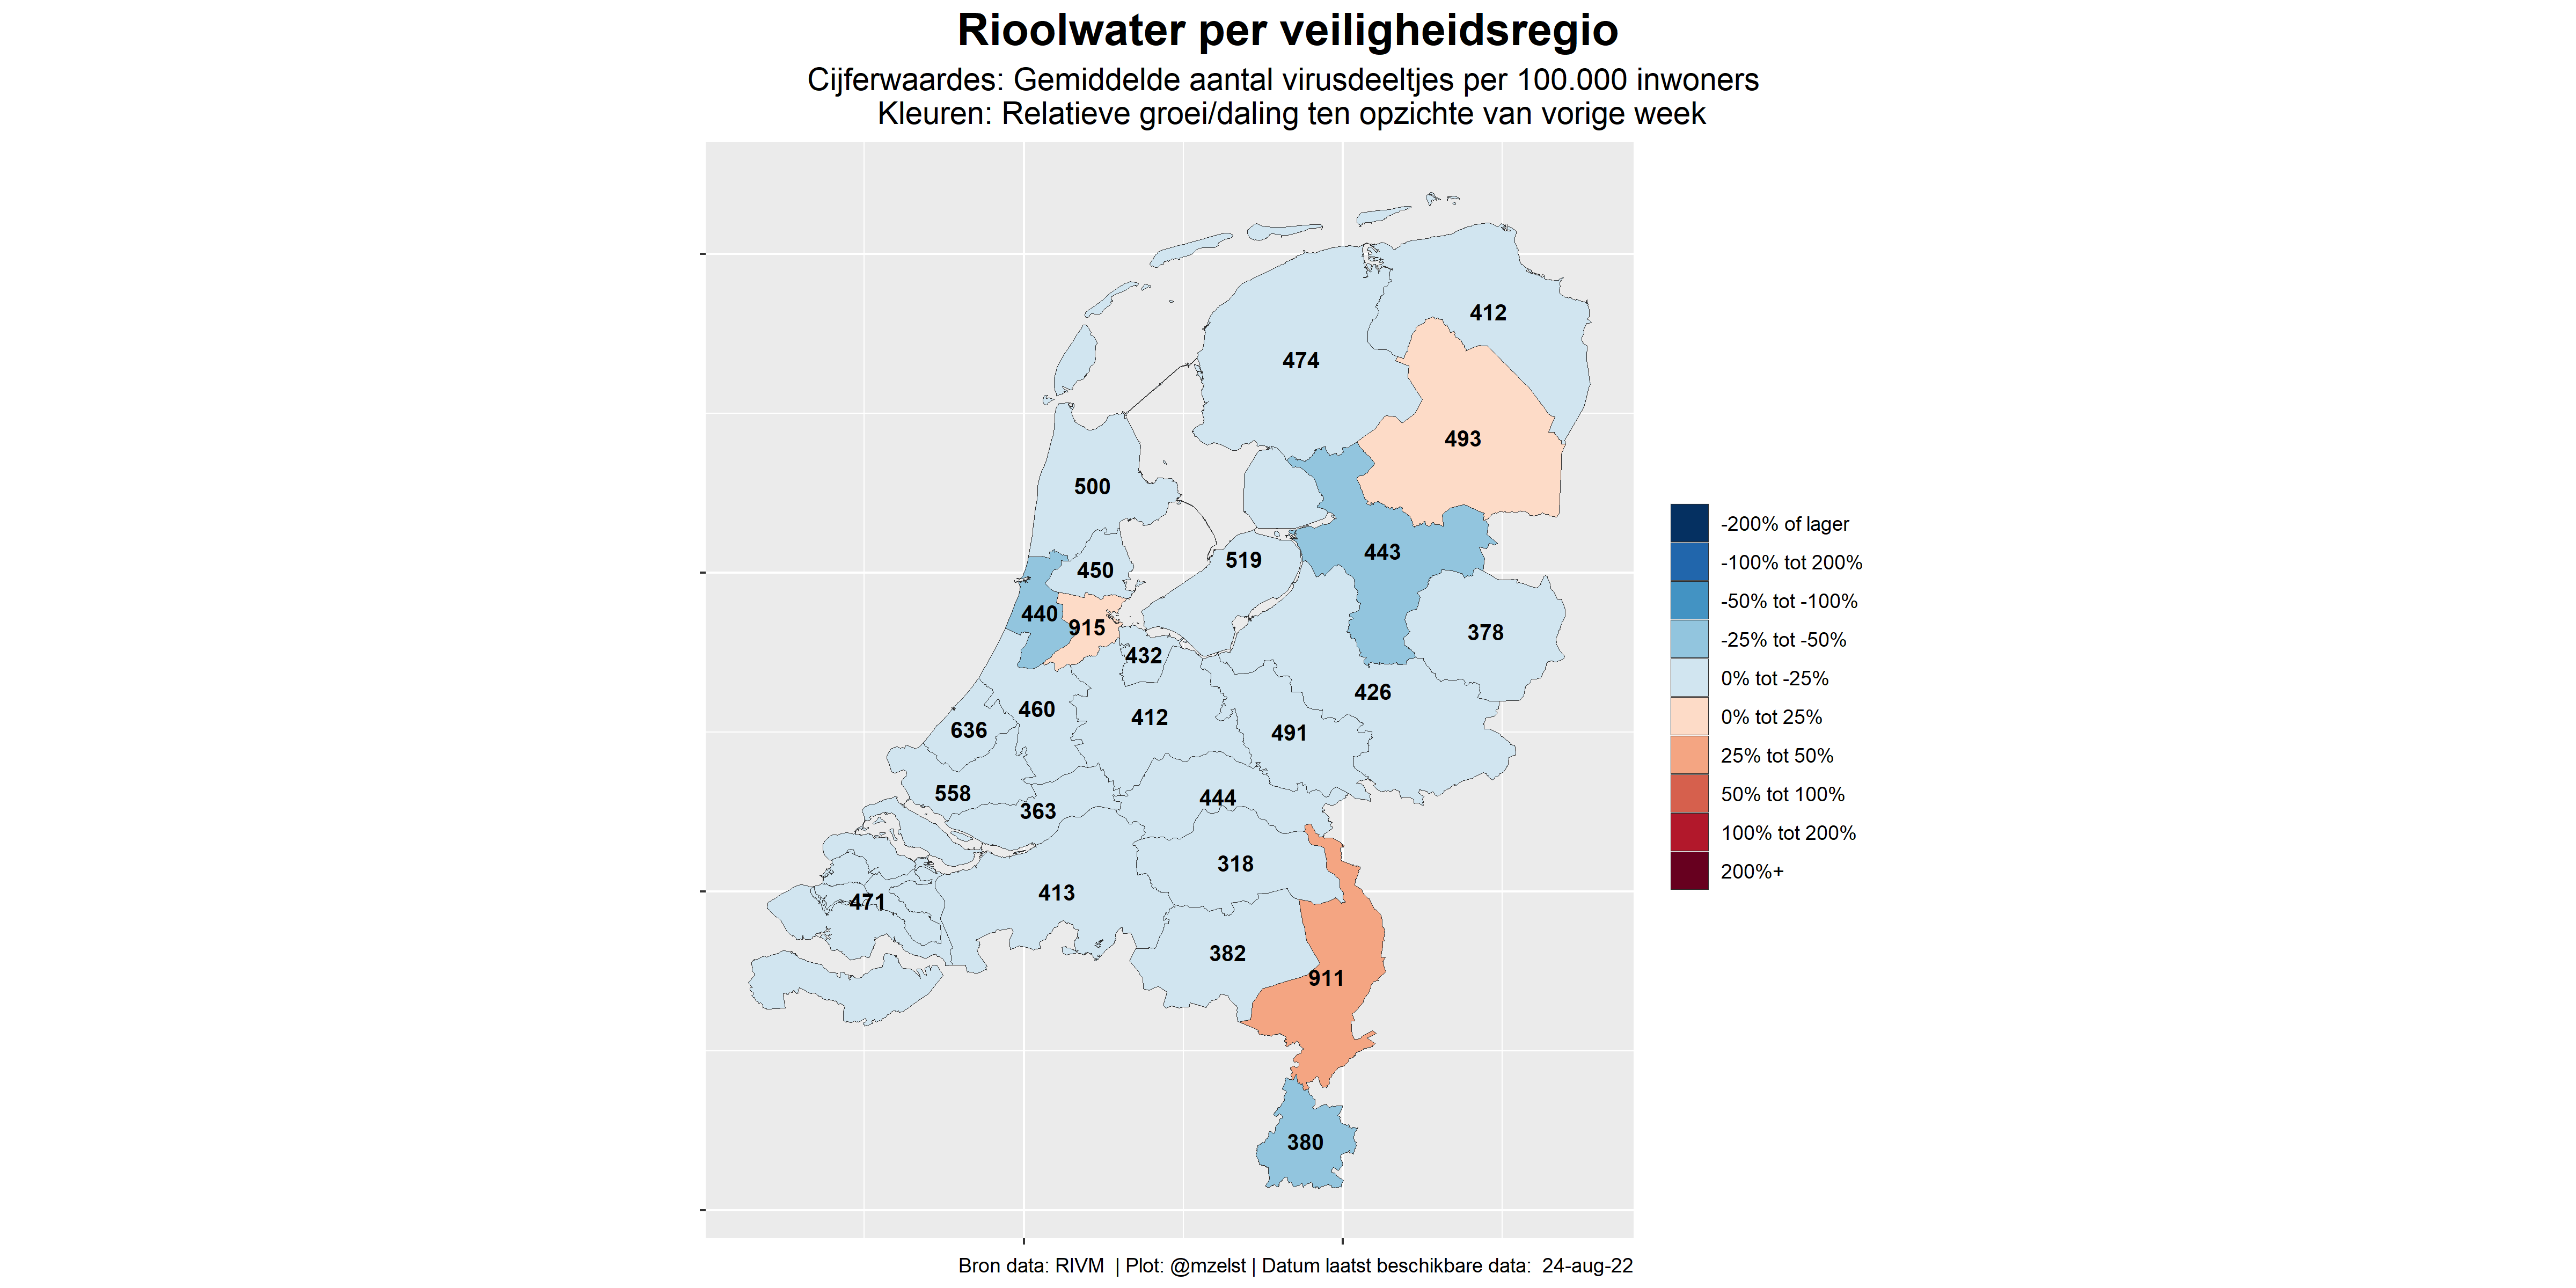 Rioolwater per veiligheidsregio
Cijferwaardes: Gemiddelde aantal virusdeeltjes per 100.000 inwoners
Kleuren: Relatieve groei/daling ten opzichte van vorige week
412
474
493
500
443
519
450
440
915
378
432
426
460
412
636
491
558
444
363
318
413
471
382
911
380
-200% of lager
-100% tot 200%
-50% tot -100%
-25% tot -50%
0% tot -25%
0% tot 25%
25% tot 50%
50% tot 100%
100% tot 200%
200%+
Bron data: RIVM | Plot: @mzelst | Datum laatst beschikbare data: 24-aug-22